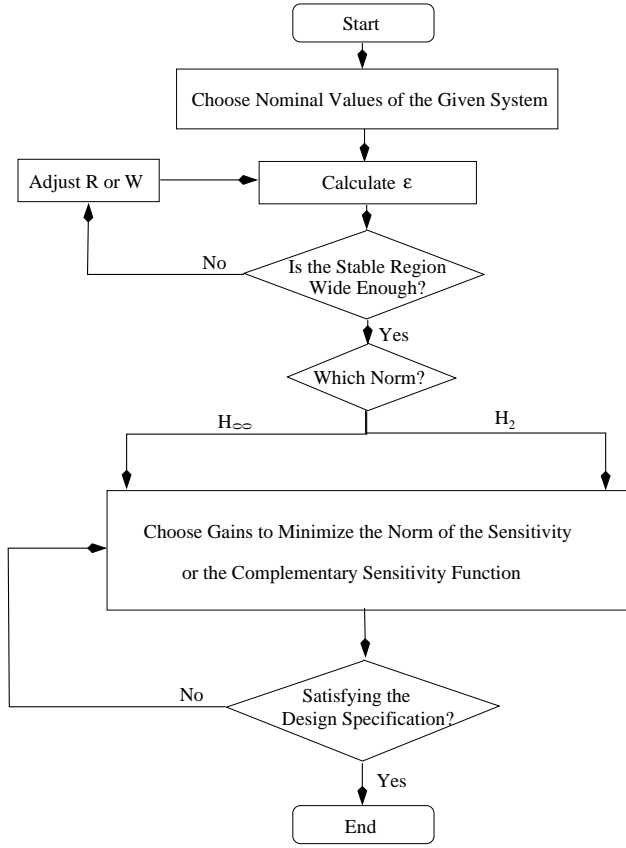 Start
Choose Nominal Values of the Given System
Adjust R or W
Calculate ε
No
Is the Stable Region
Wide Enough?
Yes
Which Norm?
H∞
H₂
Choose Gains to Minimize the Norm of the Sensitivity
or the Complementary Sensitivity Function
No
Satisfying the
Design Specification?
Yes
End